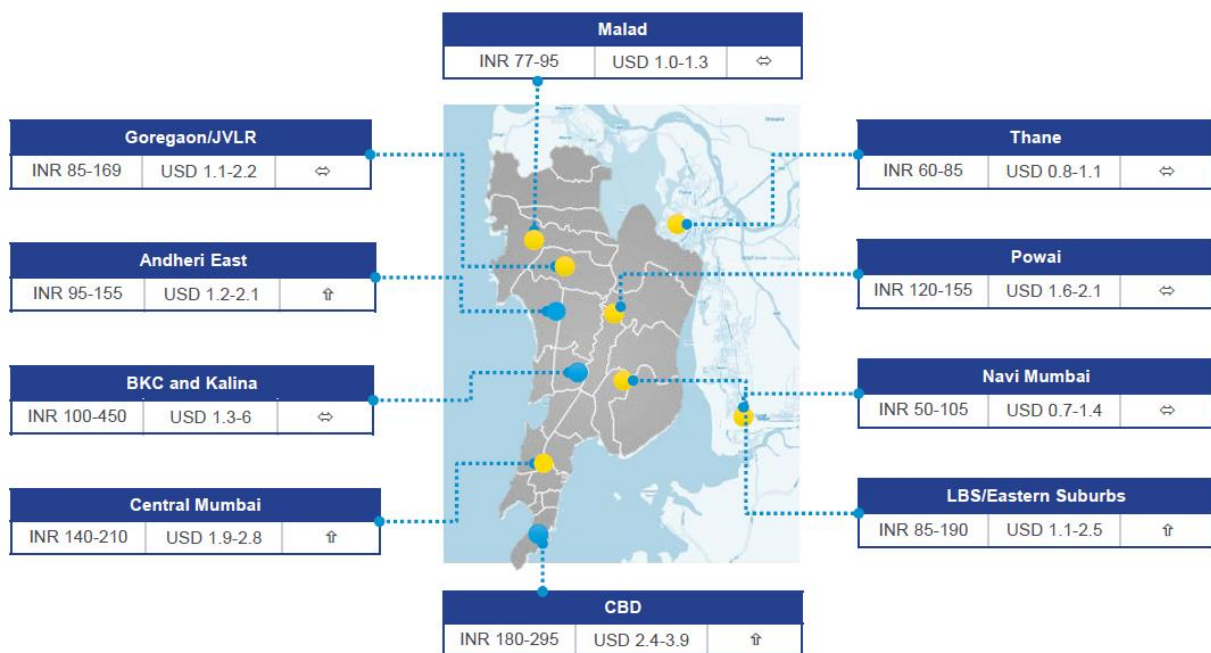 Malad
INR 77-95 USD 1.0-1.3 ⇔
Goregaon/JVLR
INR 85-169 USD 1.1-2.2 ⇔
Thane
INR 60-85 USD 0.8-1.1 ⇔
Andheri East
INR 95-155 USD 1.2-2.1 ⇧
Powai
INR 120-155 USD 1.6-2.1 ⇔
BKC and Kalina
INR 100-450 USD 1.3-6 ⇔
Navi Mumbai
INR 50-105 USD 0.7-1.4 ⇔
Central Mumbai
INR 140-210 USD 1.9-2.8 ⇧
LBS/Eastern Suburbs
INR 85-190 USD 1.1-2.5 ⇧
CBD
INR 180-295 USD 2.4-3.9 ⇧